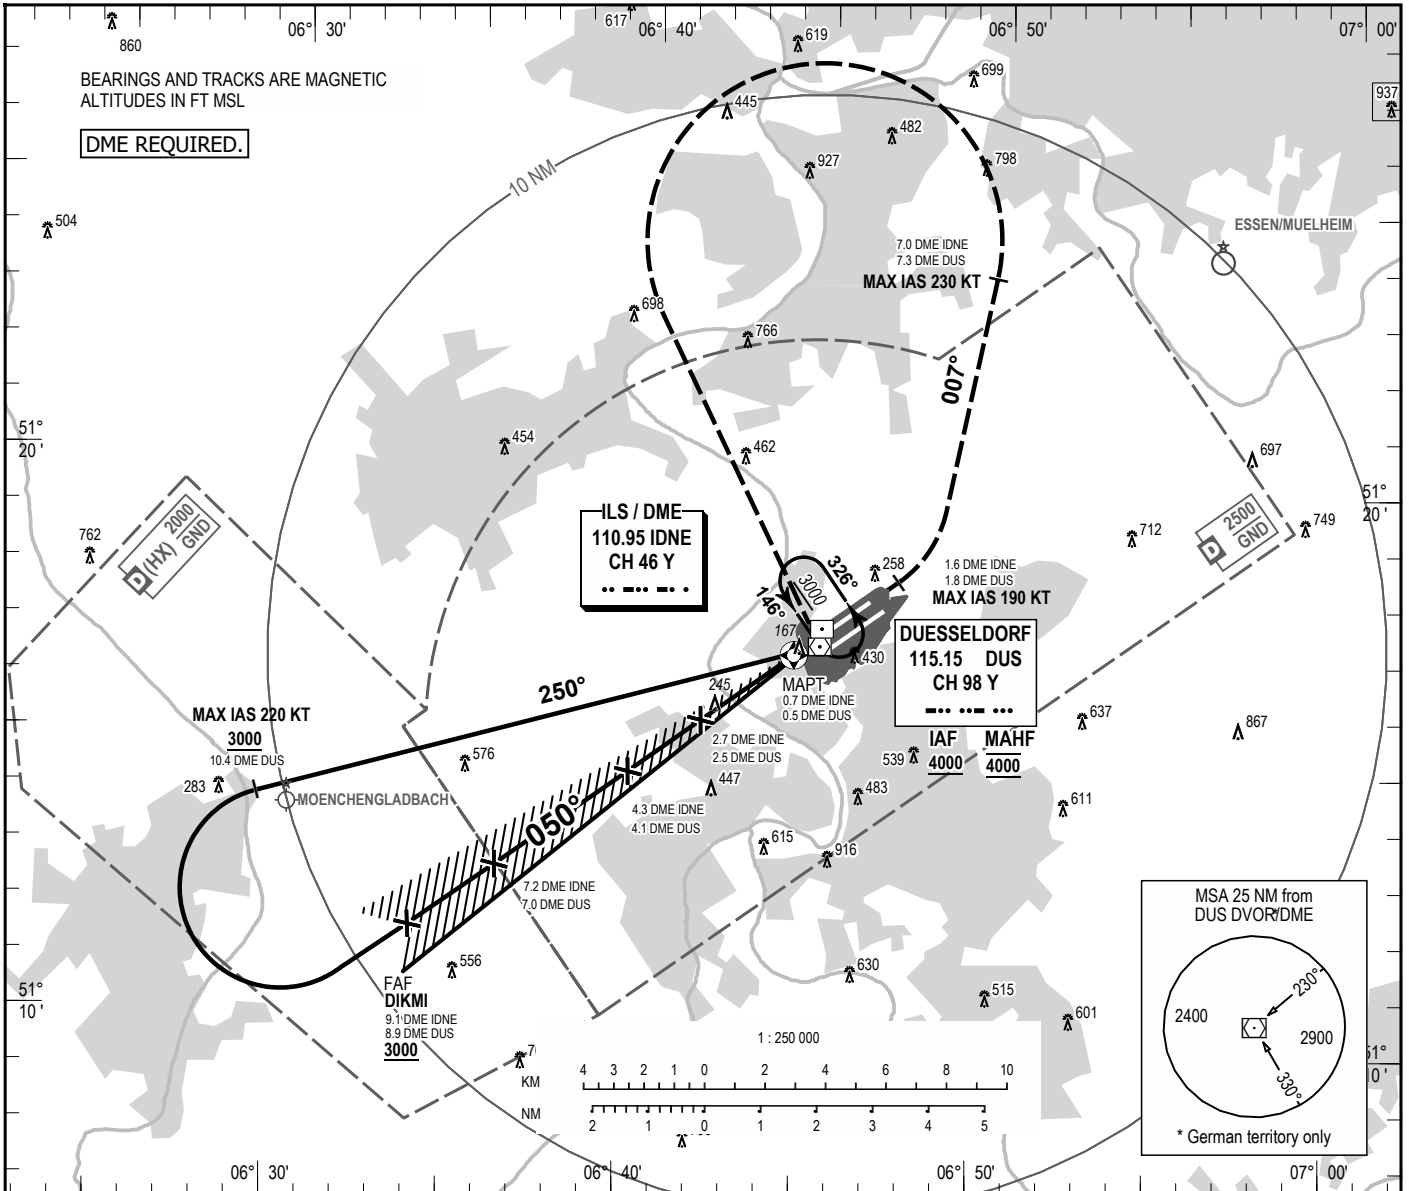 617
06° 30'
06° 40'
06° 50'
07° 00'
860
619
699
937
BEARINGS AND TRACKS ARE MAGNETIC
ALTITUDES IN FT MSL
DME REQUIRED.
445
482
927
798
10 NM
504
ESSEN/MUELHEIM
7.0 DME IDNE
7.3 DME DUS
MAX IAS 230 KT
698
766
007°
51°
20'
454
462
697
51°
20'
762
D (HX) 2000
GND
ILS / DME
110.95 IDNE
CH 46 Y
D 2500
GND
749
712
258
326°
3000
146°
1.6 DME IDNE
1.8 DME DUS
MAX IAS 190 KT
167
430
DUESSELDORF
115.15 DUS
CH 98 Y
MAPT
0.7 DME IDNE
0.5 DME DUS
250°
245
MAX IAS 220 KT
3000
10.4 DME DUS
283
MOENCHENGLADBACH
576
2.7 DME IDNE
2.5 DME DUS
447
IAF MAHF
4000 4000
539
637
867
483
611
4.3 DME IDNE
4.1 DME DUS
050°
615
916
7.2 DME IDNE
7.0 DME DUS
556
630
515
601
FAF
DIKMI
9.1 DME IDNE
8.9 DME DUS
3000
51°
10'
MSA 25 NM from
DUS DVOR/DME
230°
2400
2900
330°
* German territory only
10'
1 : 250 000
4 3 2 1 0 2 4 6 8 10
KM
NM
2 1 0 1 2 3 4 5
06° 30'
06° 40'
06° 50'
07° 00'